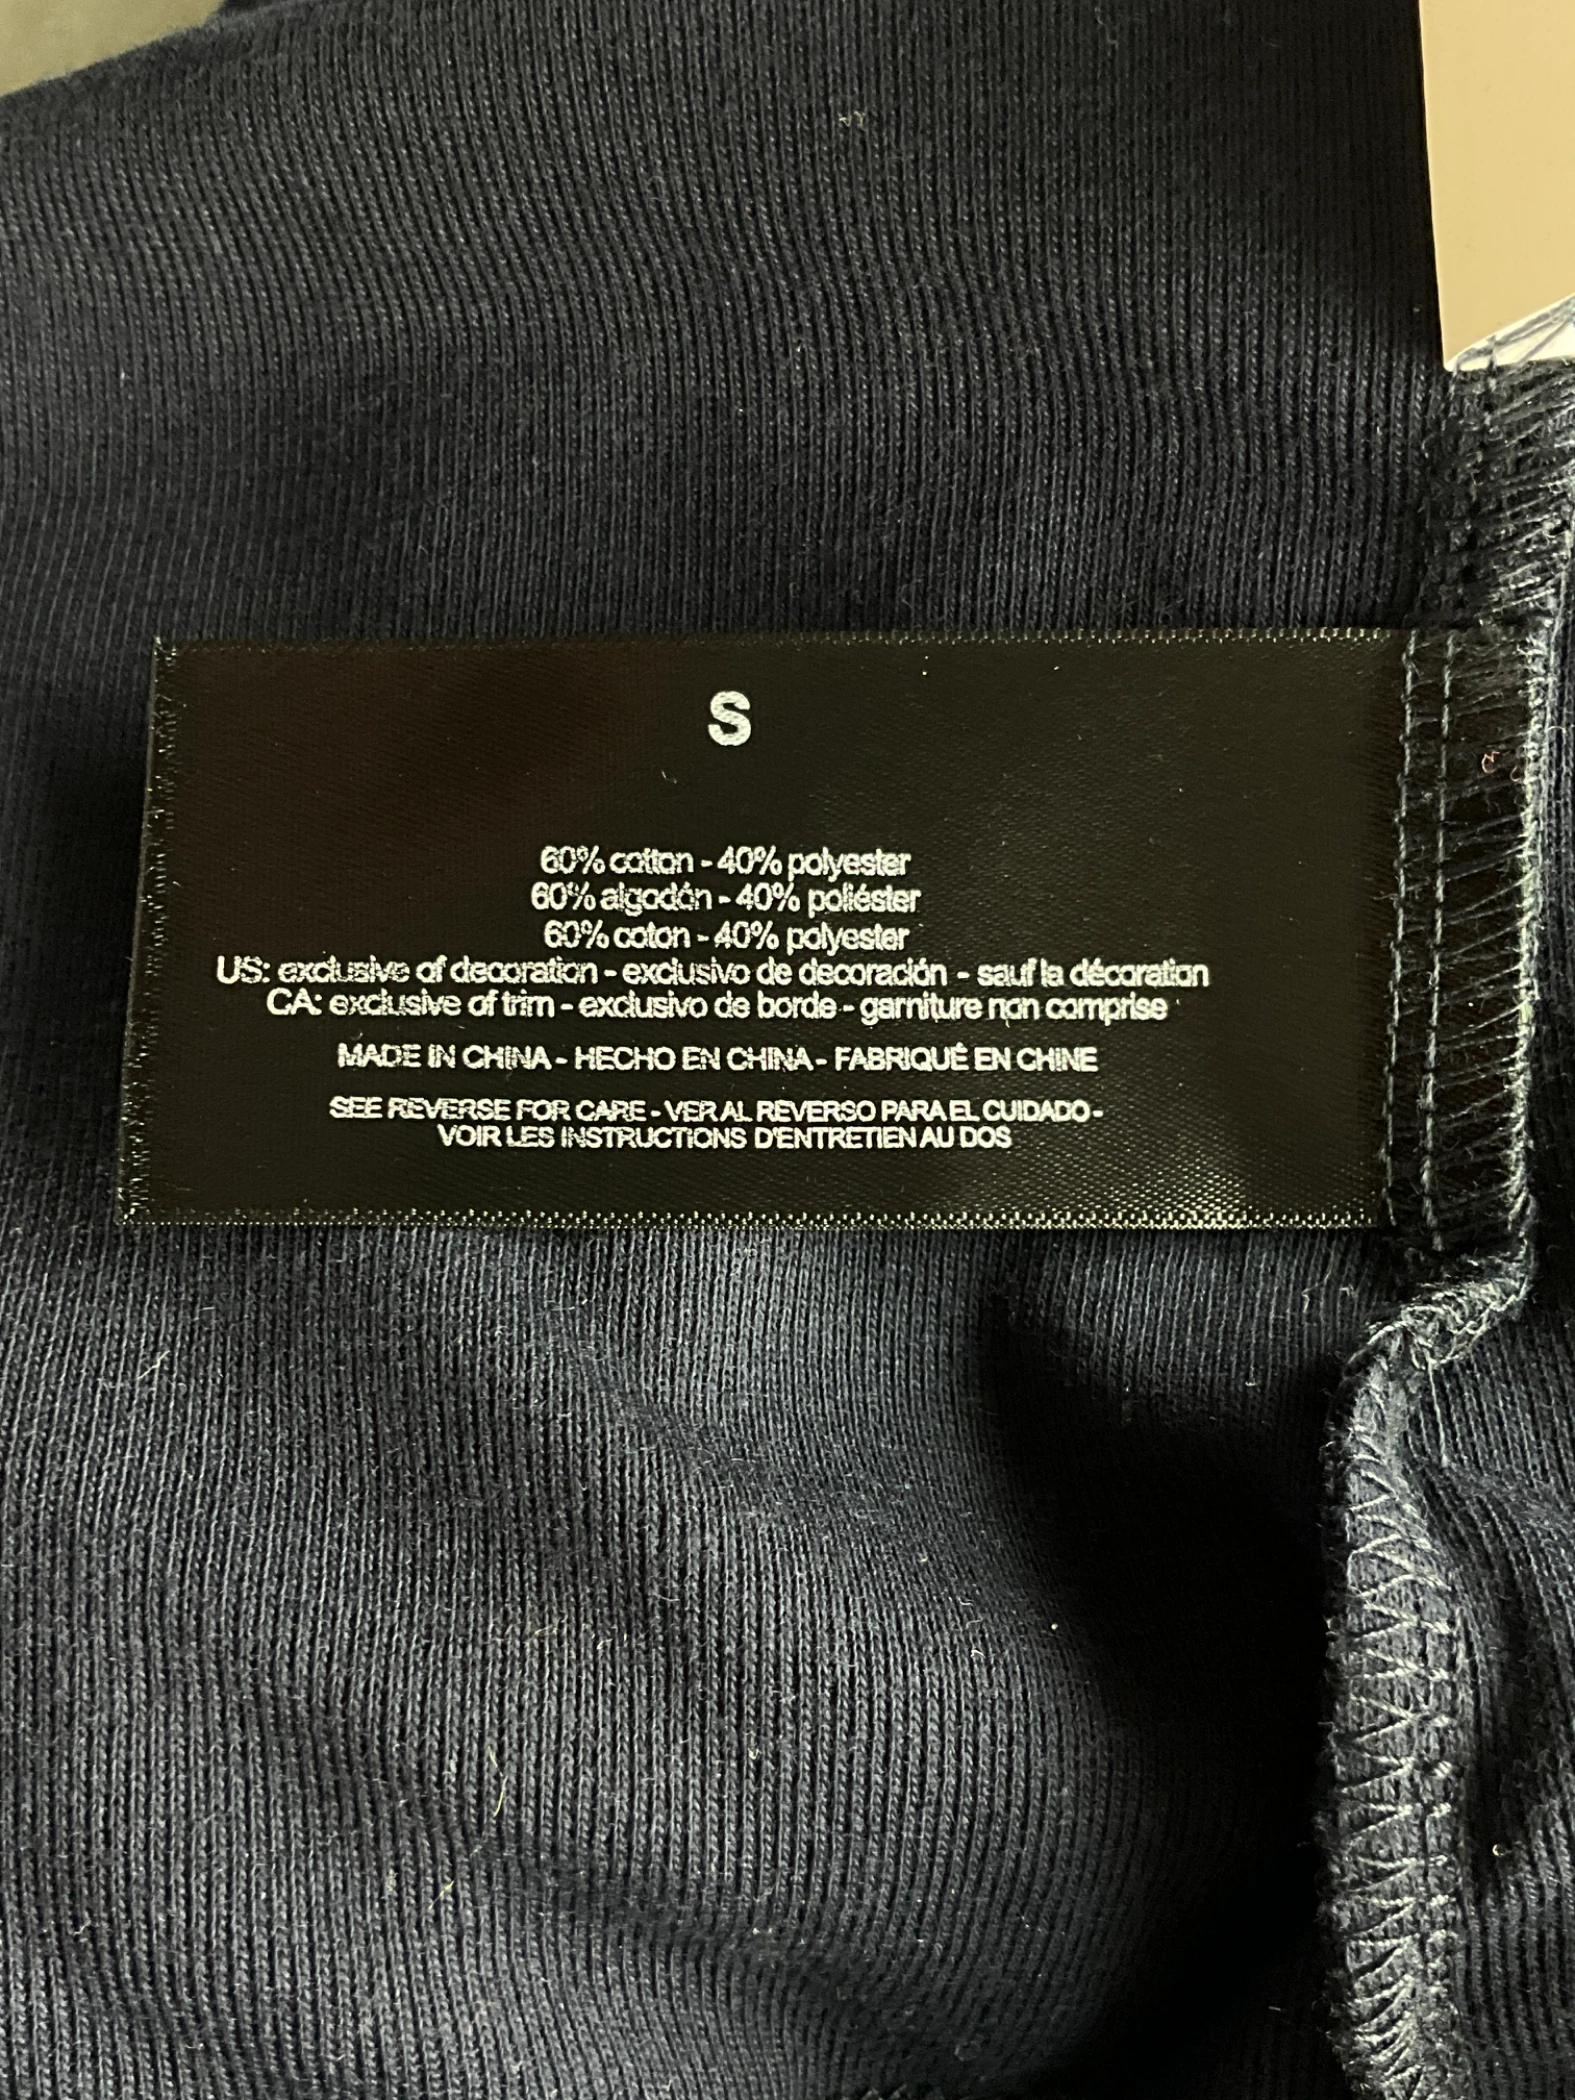 S
60% cotton - 40% polyester
60% algodón - 40% poliéster
60% coton - 40% polyester
US: exclusive of decoration - exclusivo de decoración - sauf la décoration
CA: exclusive of trim - exclusivo de borde - garniture non comprise
MADE IN CHINA - HECHO EN CHINA - FABRIQUÉ EN CHINE
SEE REVERSE FOR CARE - VER AL REVERSO PARA EL CUIDADO -
VOIR LES INSTRUCTIONS D'ENTRETIEN AU DOS